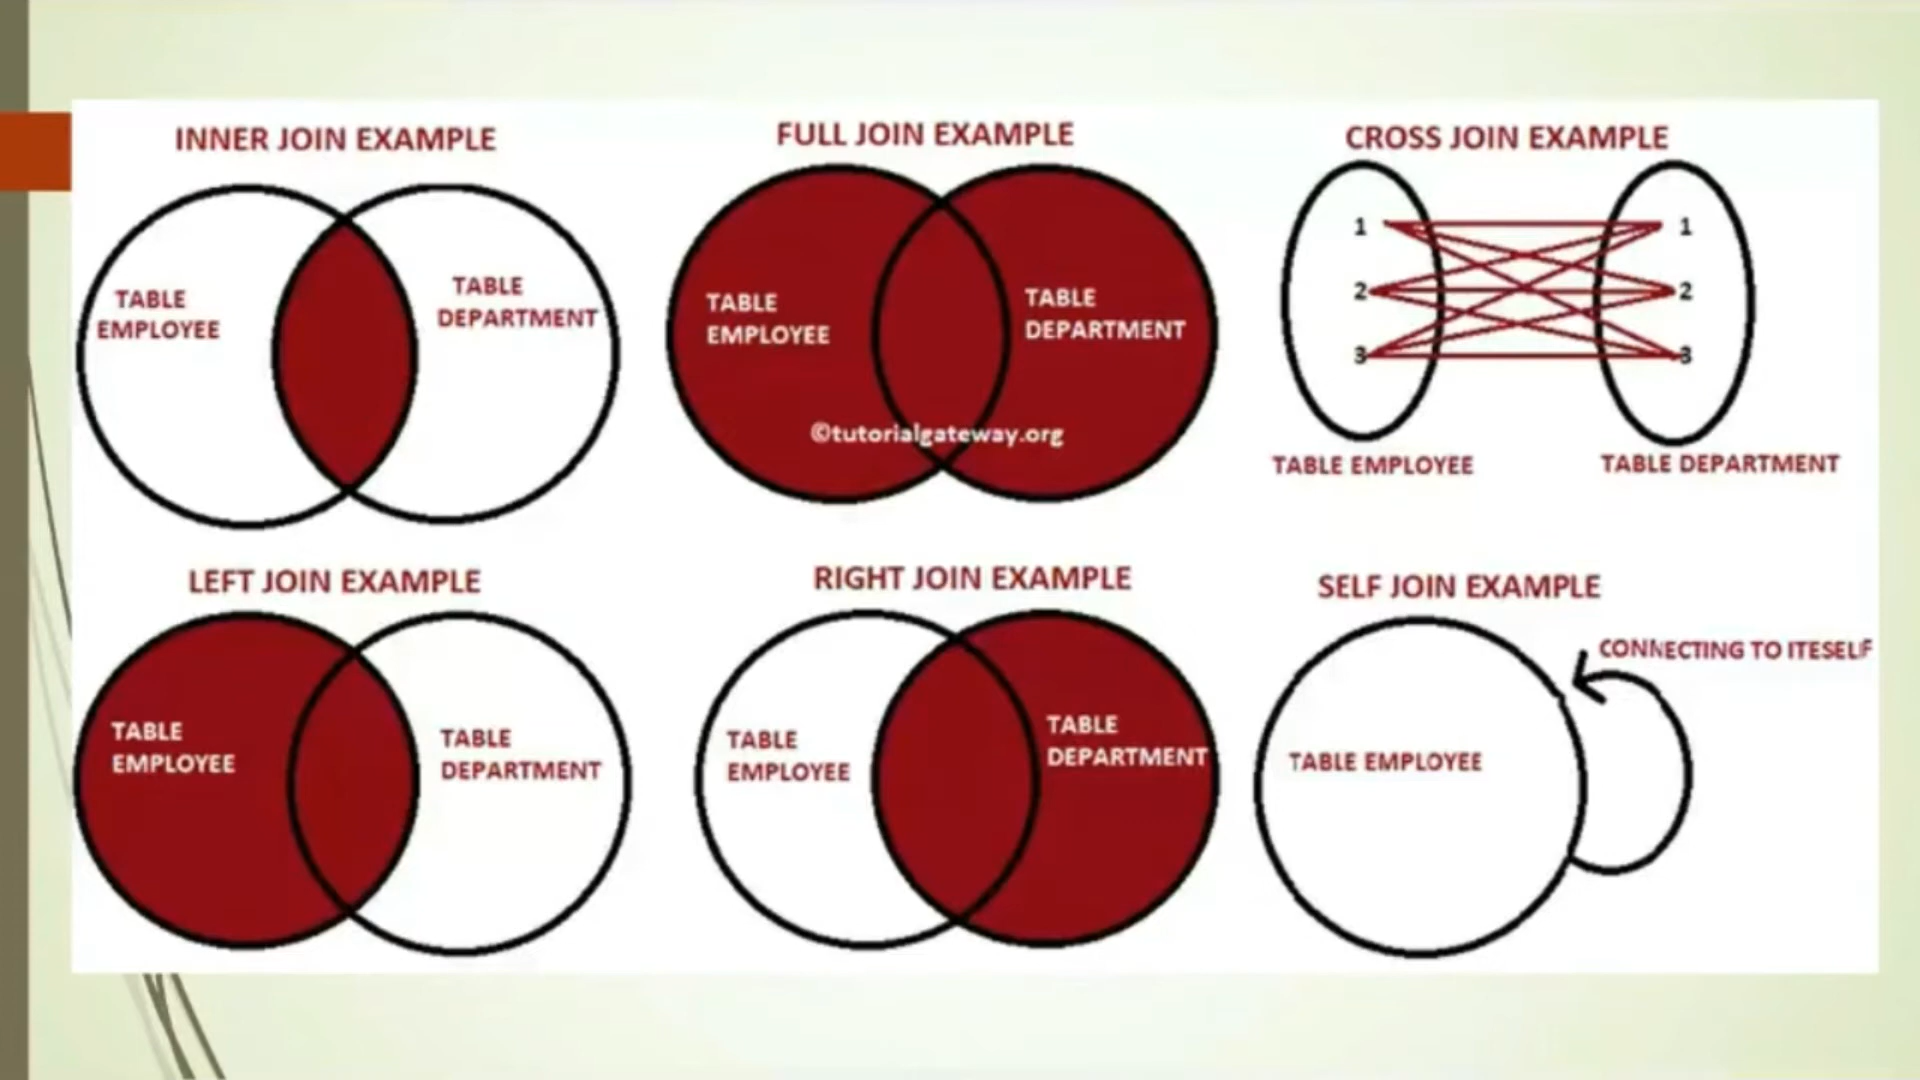 INNER JOIN EXAMPLE
TABLE
EMPLOYEE
TABLE
DEPARTMENT
FULL JOIN EXAMPLE
TABLE
EMPLOYEE
TABLE
DEPARTMENT
©tutorialgateway.org
CROSS JOIN EXAMPLE
1 1
2 2
3 3
TABLE EMPLOYEE
TABLE DEPARTMENT
LEFT JOIN EXAMPLE
TABLE
EMPLOYEE
TABLE
DEPARTMENT
RIGHT JOIN EXAMPLE
TABLE
EMPLOYEE
TABLE
DEPARTMENT
SELF JOIN EXAMPLE
CONNECTING TO ITESELF
TABLE EMPLOYEE